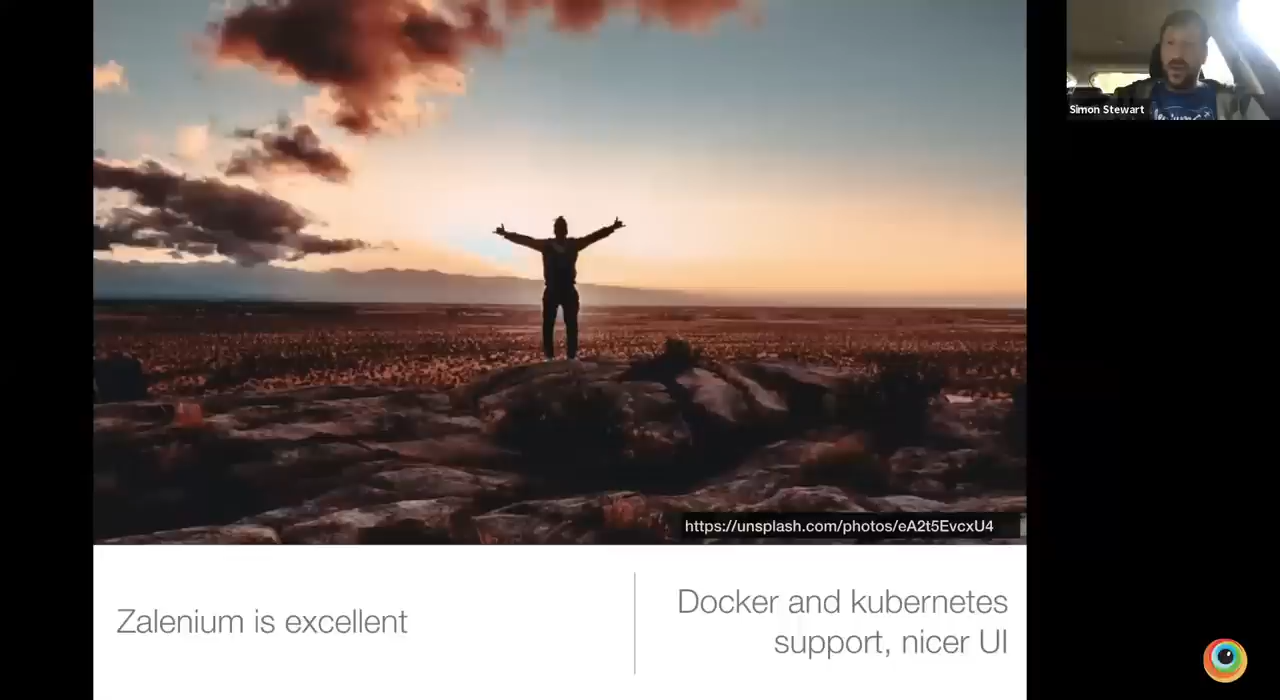 Simon Stewart
https://unsplash.com/photos/eA2t5EvcxU4
Zalenium is excellent
Docker and kubernetes
support, nicer UI